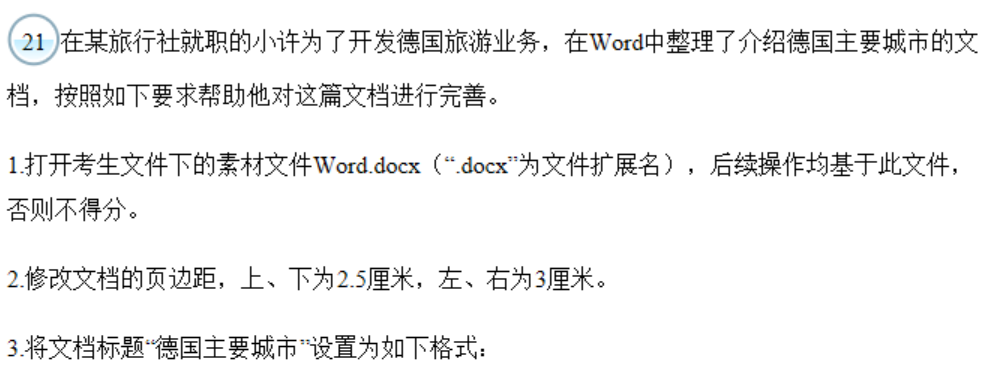 21 在某旅行社就职的小许为了开发德国旅游业务，在Word中整理了介绍德国主要城市的文
档，按照如下要求帮助他对这篇文档进行完善。
1.打开考生文件下的素材文件Word.docx（“.docx”为文件扩展名），后续操作均基于此文件，
否则不得分。
2.修改文档的页边距，上、下为2.5厘米，左、右为3厘米。
3.将文档标题“德国主要城市”设置为如下格式：